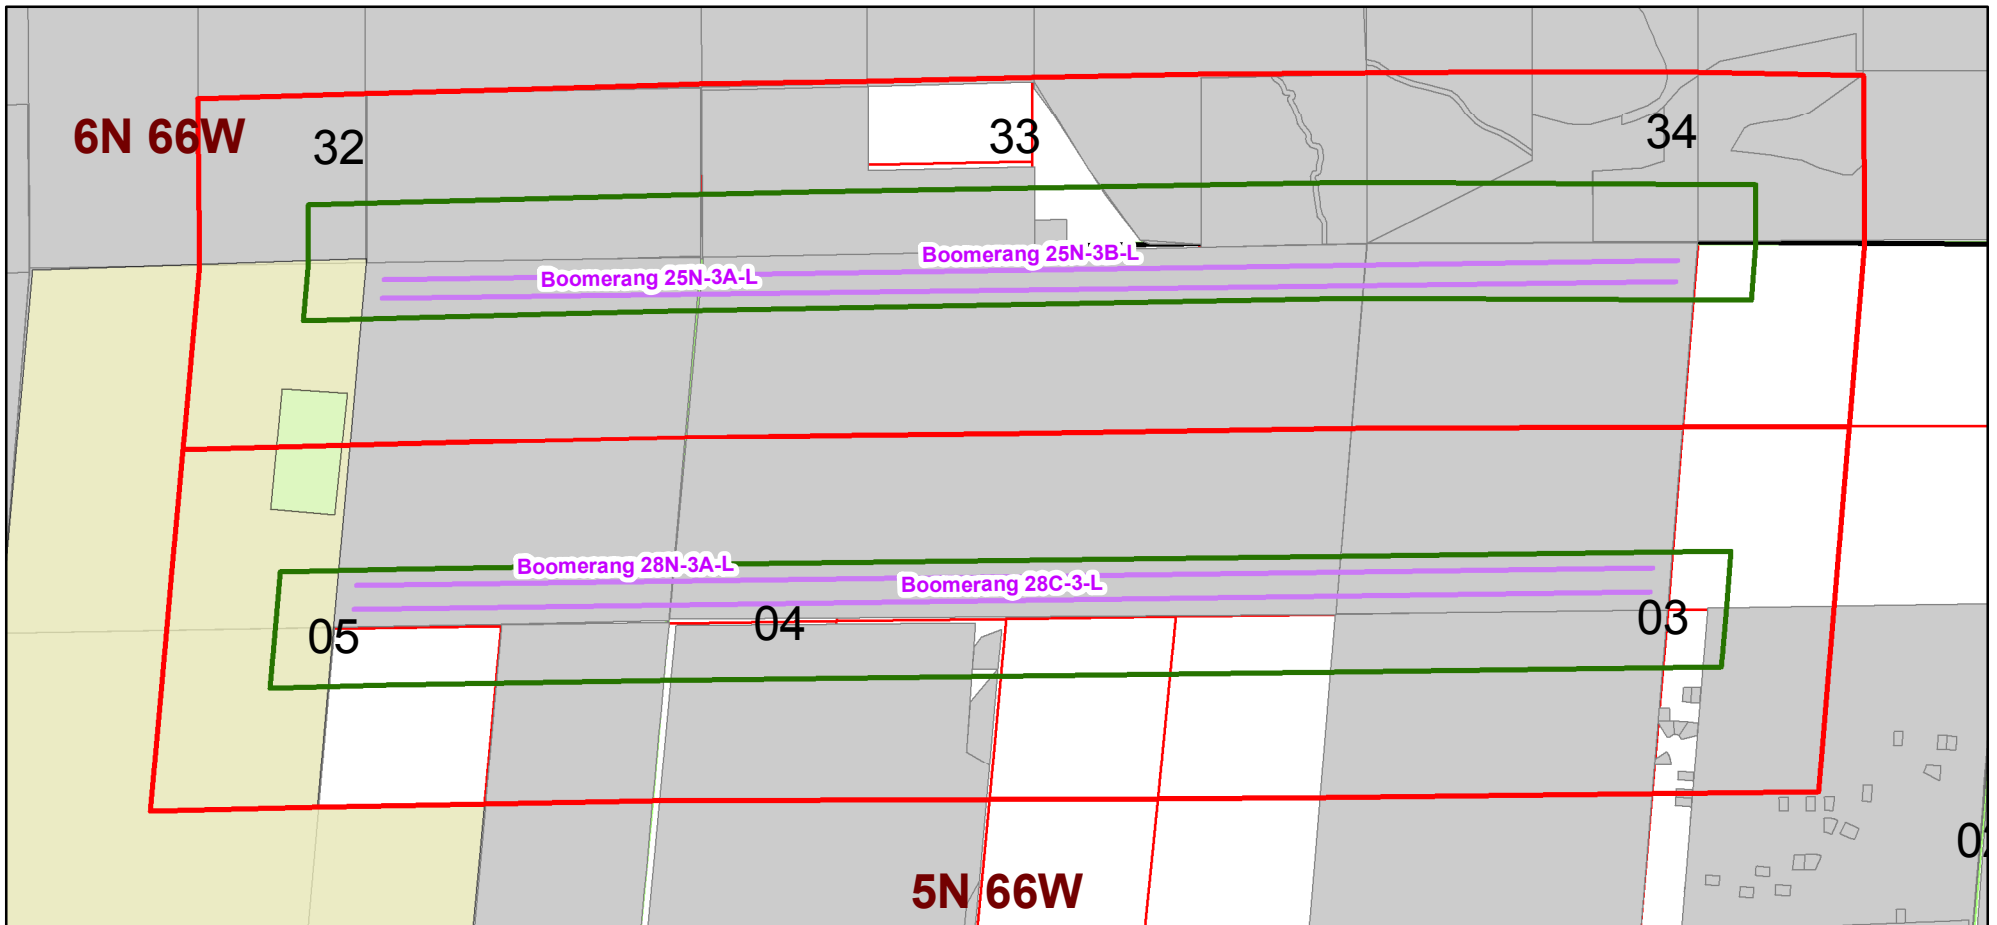 6N 66W
32
33
34
Boomerang 25N-3B-L
Boomerang 25N-3A-L
Boomerang 28N-3A-L
Boomerang 28C-3-L
05
04
03
5N 66W